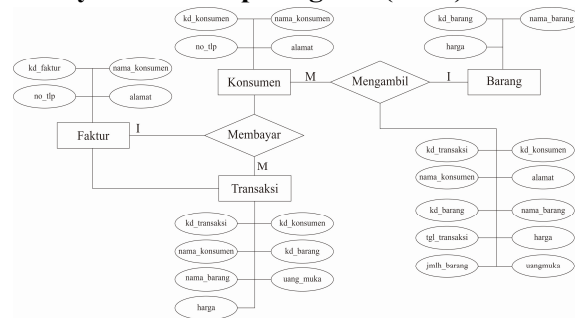 kd_konsumen
nama_konsumen
kd_barang
nama_barang
no_tlp
alamat
harga
kd_faktur
nama_konsumen
Konsumen
M
Mengambil
I
Barang
no_tlp
alamat
Faktur
I
Membayar
M
Transaksi
kd_transaksi
kd_konsumen
nama_konsumen
alamat
kd_barang
nama_barang
tgl_transaksi
harga
jmlh_barang
uangmuka
kd_transaksi
kd_konsumen
nama_konsumen
kd_barang
nama_barang
uang_muka
harga